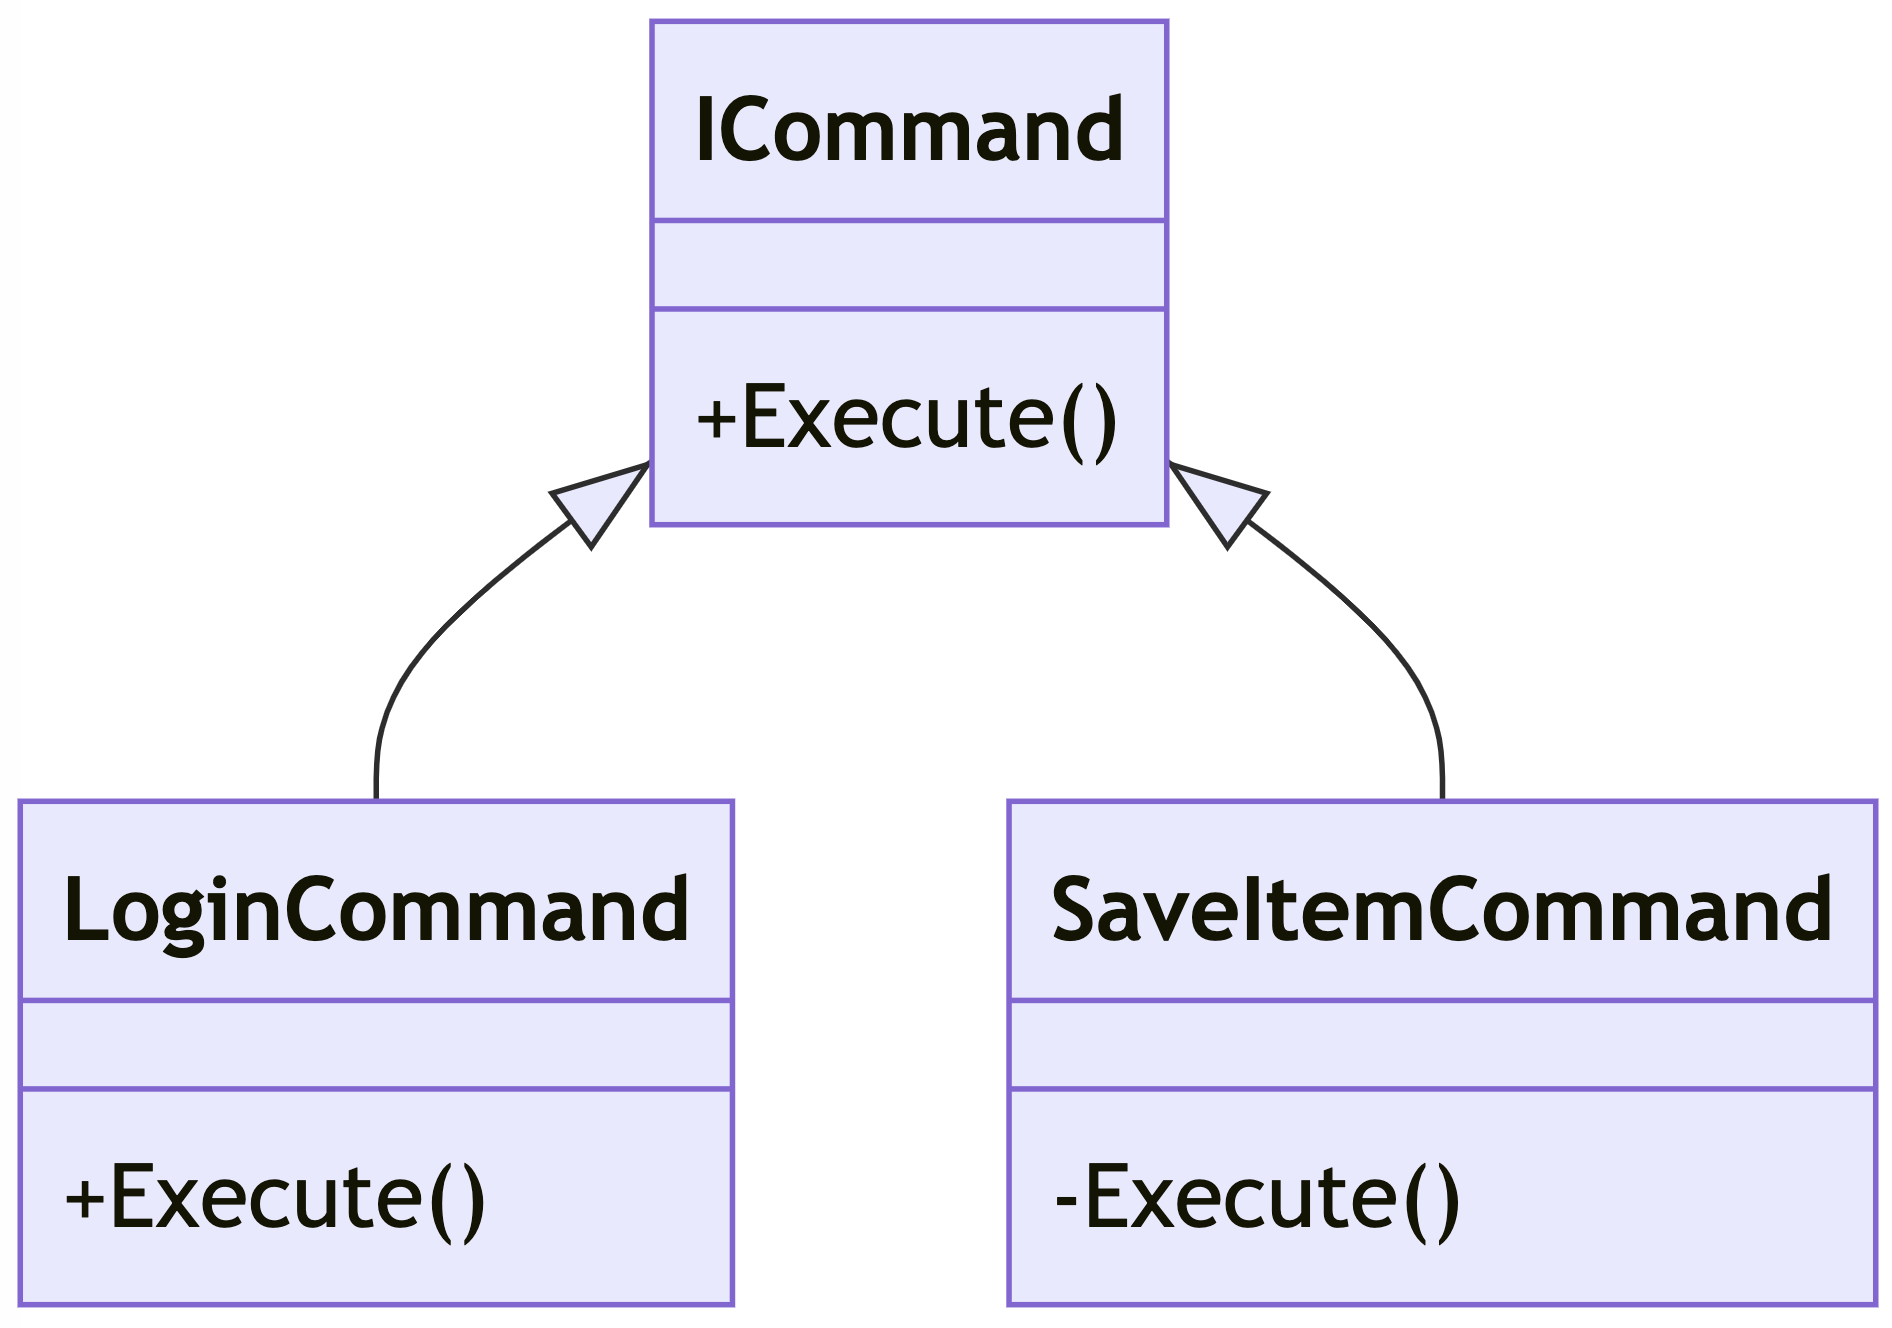 ICommand
+Execute()
LoginCommand
+Execute()
SaveItemCommand
-Execute()